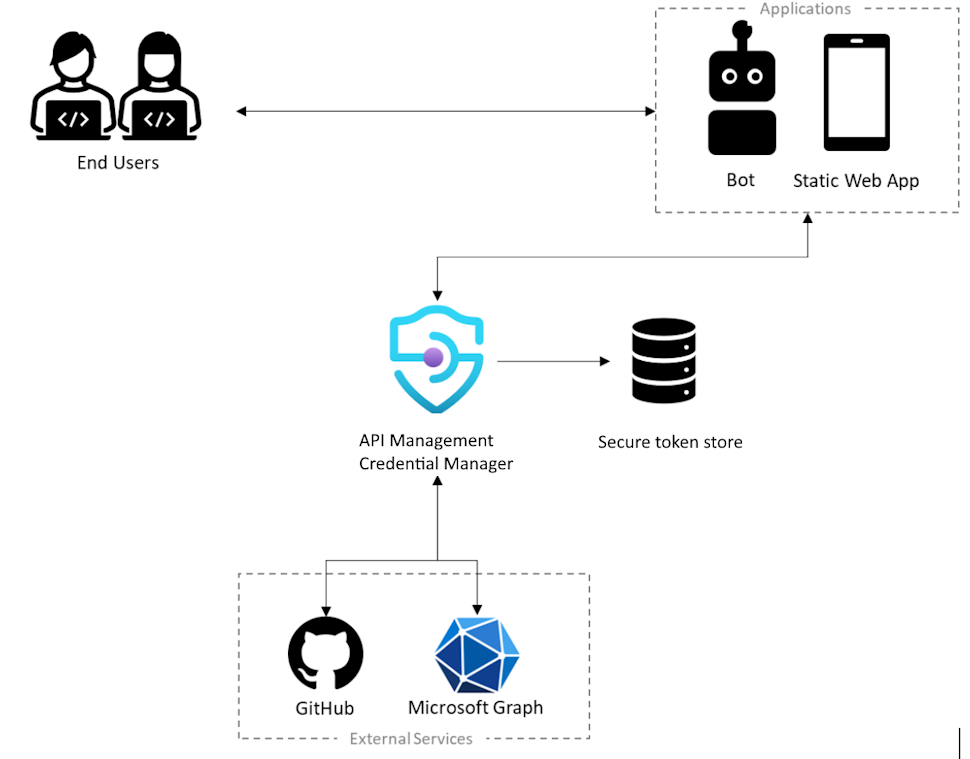 Applications
</>
</>
End Users
Bot
Static Web App
API Management
Credential Manager
Secure token store
GitHub
Microsoft Graph
External Services